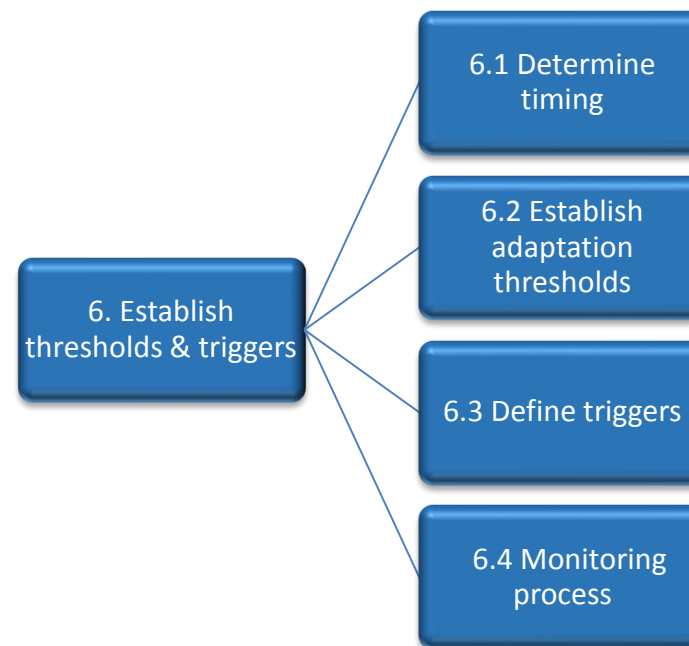 6. Establish
thresholds & triggers
6.1 Determine
timing
6.2 Establish
adaptation
thresholds
6.3 Define triggers
6.4 Monitoring
process